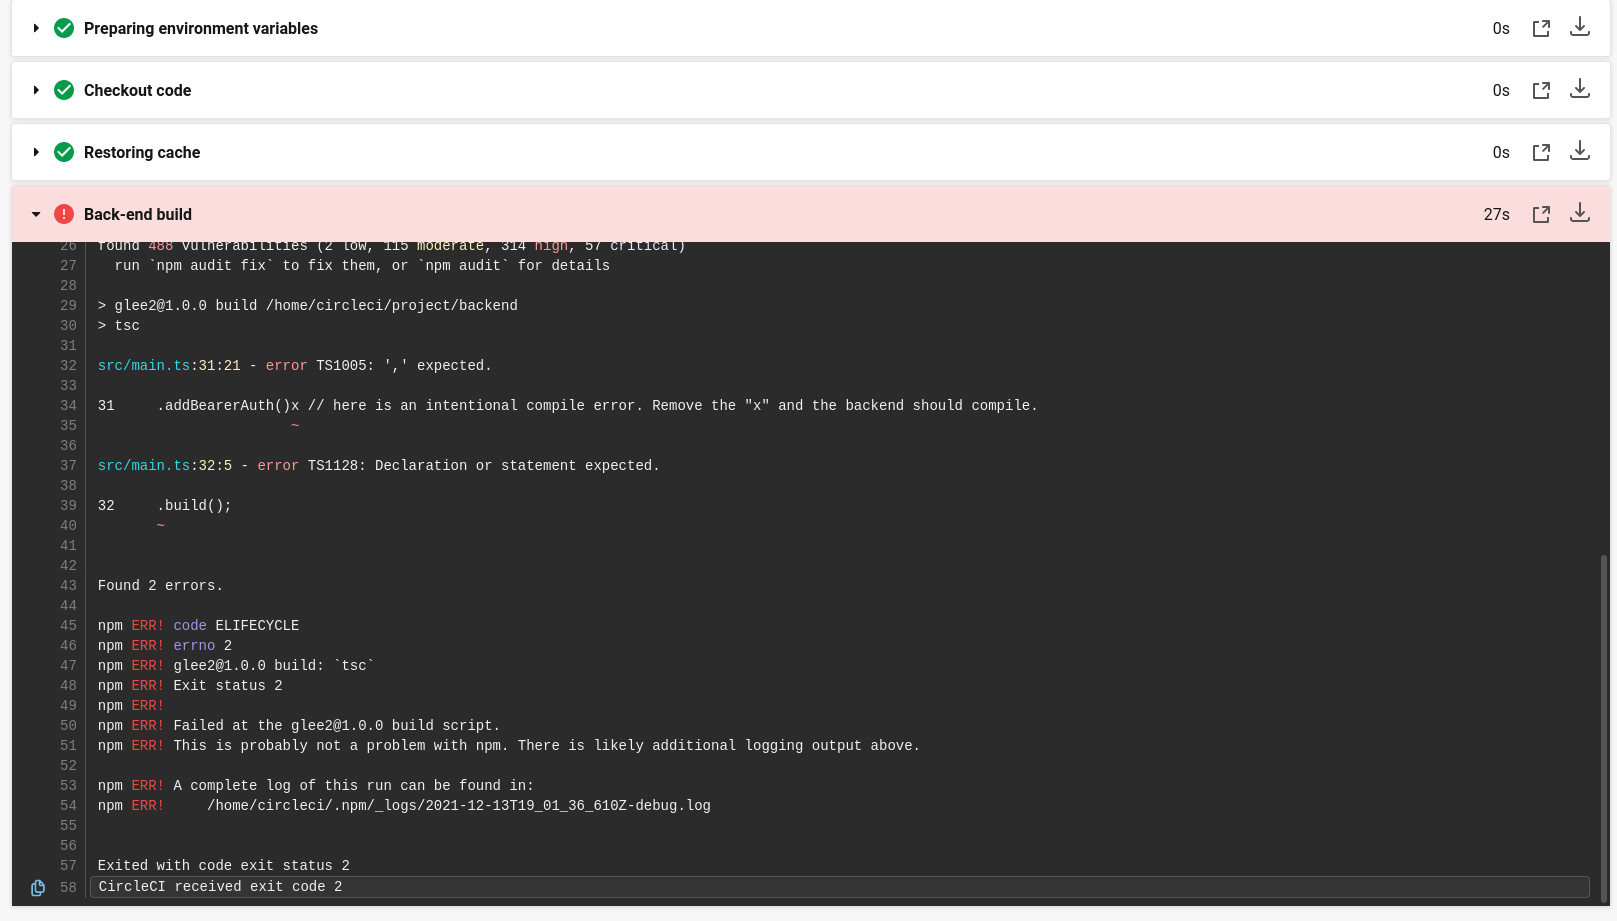 Preparing environment variables 0s
Checkout code 0s
Restoring cache 0s
Back-end build 27s
26 found 488 vulnerabilities (2 low, 115 moderate, 314 high, 57 critical)
27   run `npm audit fix` to fix them, or `npm audit` for details
28
29 > glee2@1.0.0 build /home/circleci/project/backend
30 > tsc
31
32 src/main.ts:31:21 - error TS1005: ',' expected.
33
34 31     .addBearerAuth()x // here is an intentional compile error. Remove the "x" and the backend should compile.
35                        ~
36
37 src/main.ts:32:5 - error TS1128: Declaration or statement expected.
38
39 32     .build();
40        ~
41
42
43 Found 2 errors.
44
45 npm ERR! code ELIFECYCLE
46 npm ERR! errno 2
47 npm ERR! glee2@1.0.0 build: `tsc`
48 npm ERR! Exit status 2
49 npm ERR!
50 npm ERR! Failed at the glee2@1.0.0 build script.
51 npm ERR! This is probably not a problem with npm. There is likely additional logging output above.
52
53 npm ERR! A complete log of this run can be found in:
54 npm ERR!     /home/circleci/.npm/_logs/2021-12-13T19_01_36_610Z-debug.log
55
56
57 Exited with code exit status 2
58 CircleCI received exit code 2